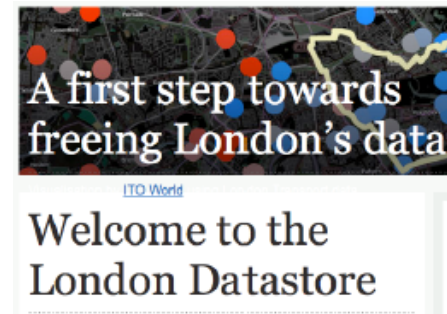 A first step towards
freeing London's data
ITO World
Welcome to the
London Datastore